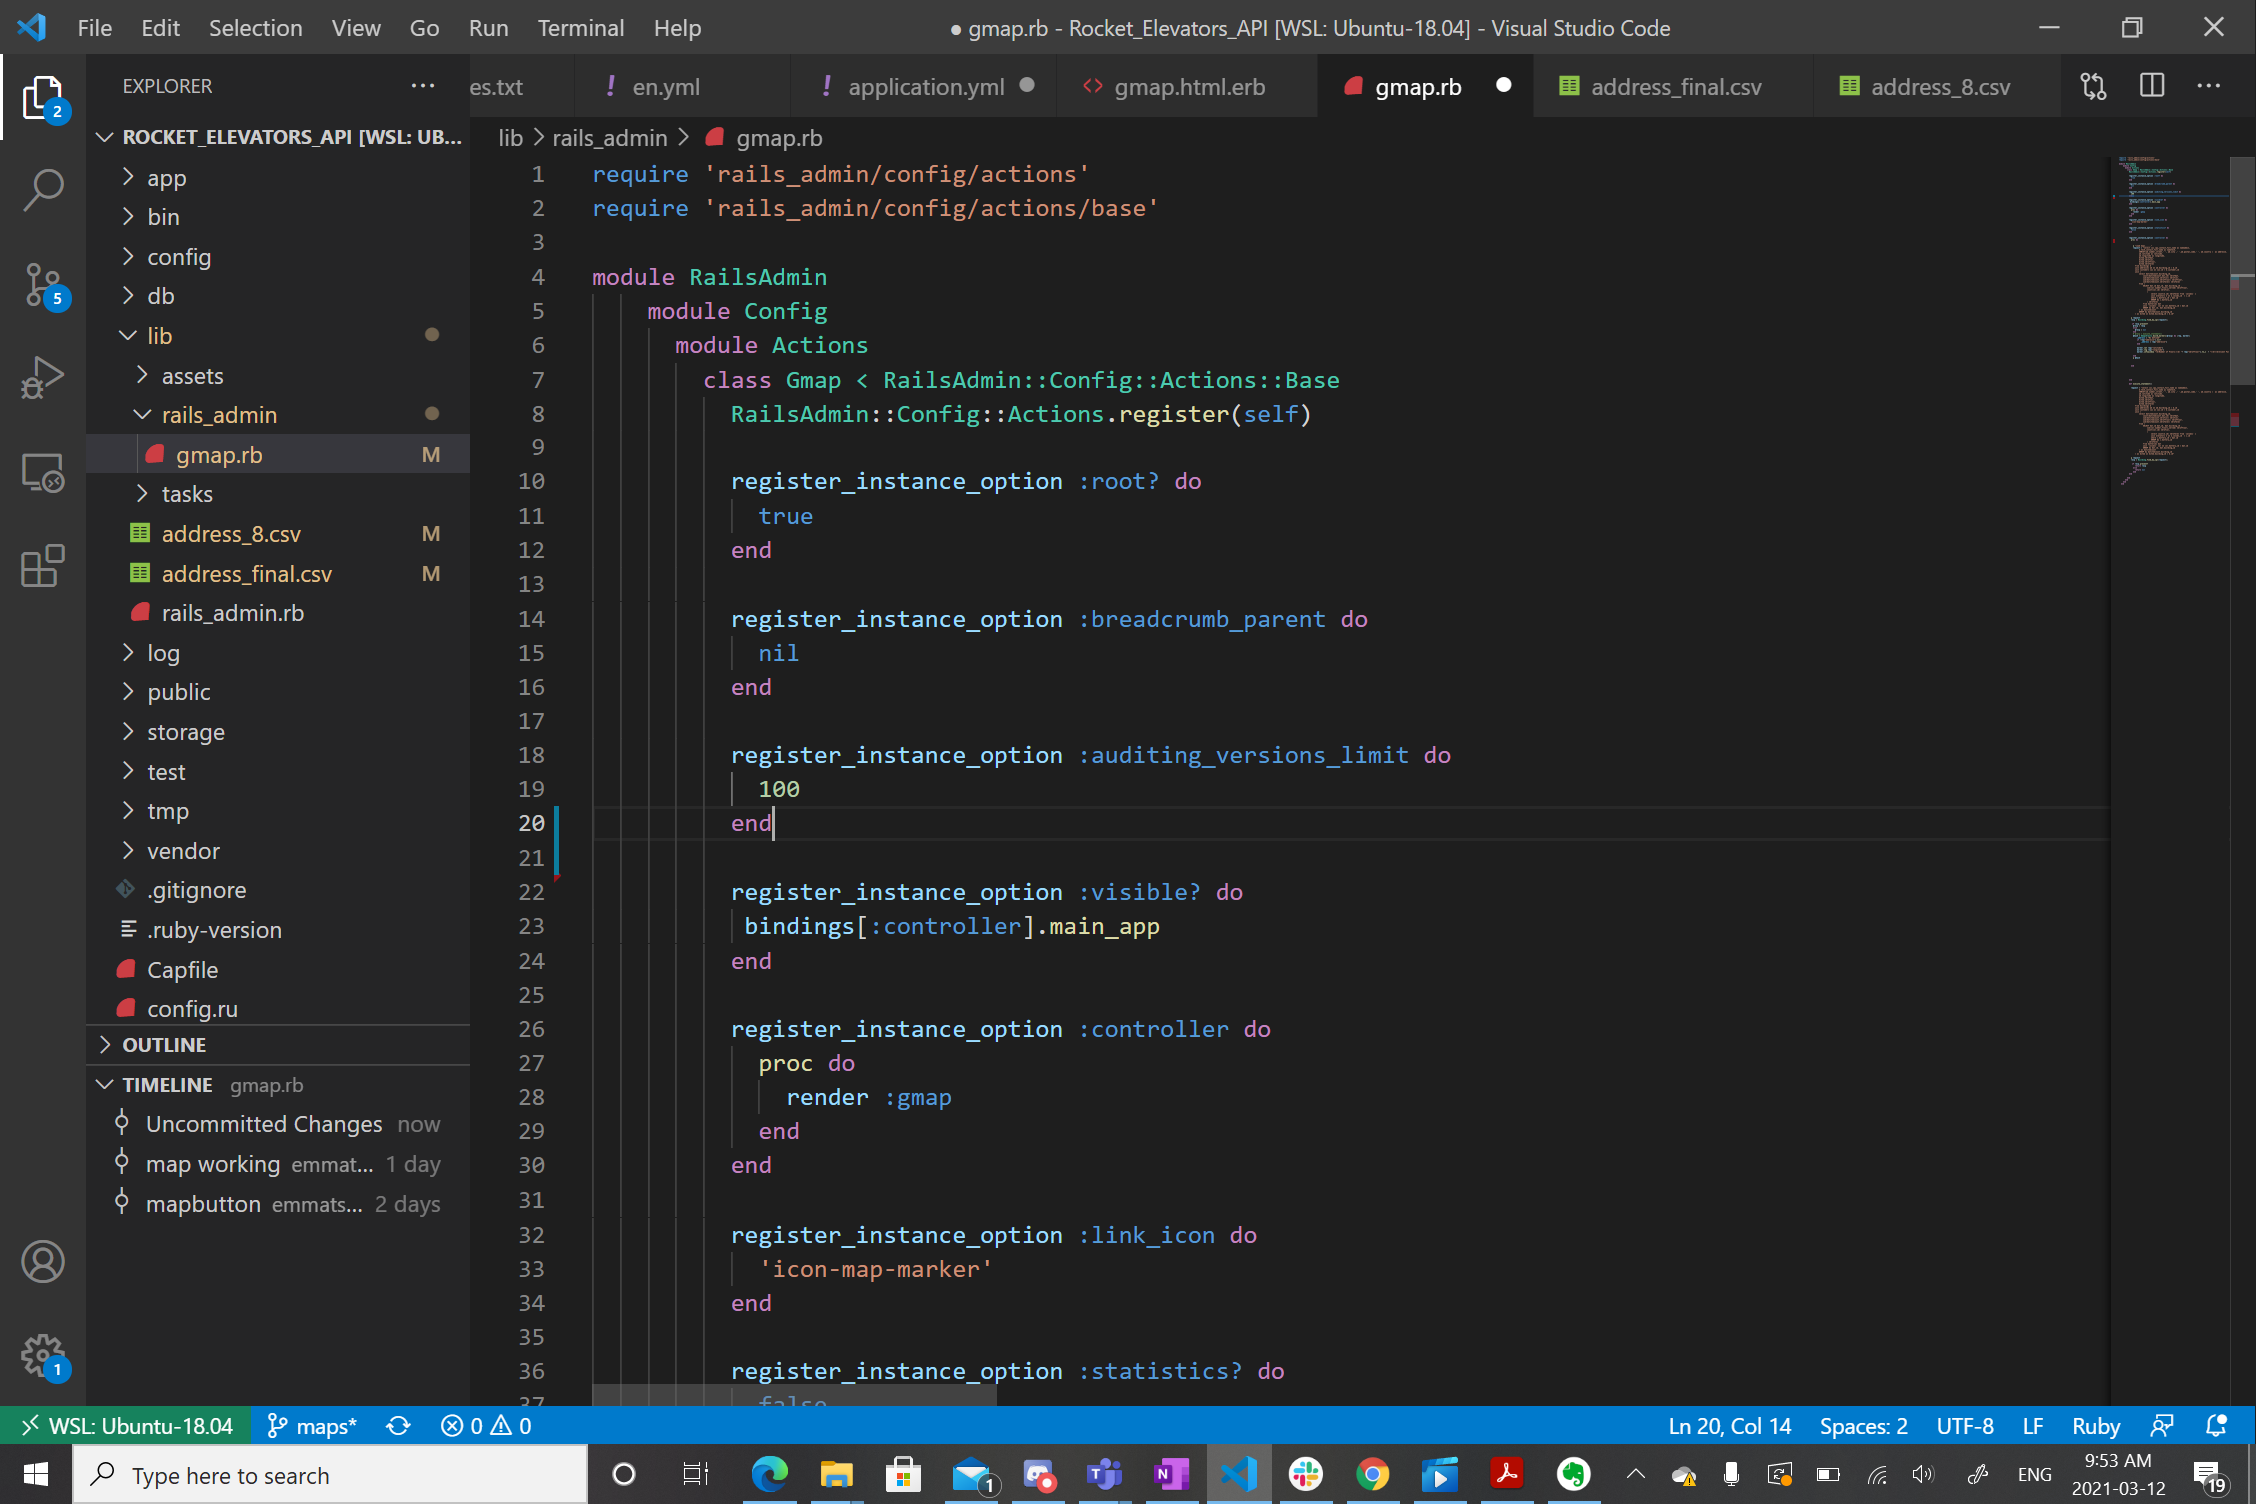 File Edit Selection View Go Run Terminal Help
● gmap.rb - Rocket_Elevators_API [WSL: Ubuntu-18.04] - Visual Studio Code
EXPLORER
es.txt
! en.yml
! application.yml
gmap.html.erb
gmap.rb
address_final.csv
address_8.csv
2
5
1
ROCKET_ELEVATORS_API [WSL: UB...
app
bin
config
db
lib
assets
rails_admin
gmap.rb M
tasks
address_8.csv M
address_final.csv M
rails_admin.rb
log
public
storage
test
tmp
vendor
.gitignore
.ruby-version
Capfile
config.ru
OUTLINE
TIMELINE gmap.rb
Uncommitted Changes now
map working emmat... 1 day
mapbutton emmats... 2 days
lib > rails_admin > gmap.rb
1 require 'rails_admin/config/actions'
2 require 'rails_admin/config/actions/base'
3
4 module RailsAdmin
5 module Config
6 module Actions
7 class Gmap < RailsAdmin::Config::Actions::Base
8 RailsAdmin::Config::Actions.register(self)
9
10 register_instance_option :root? do
11 true
12 end
13
14 register_instance_option :breadcrumb_parent do
15 nil
16 end
17
18 register_instance_option :auditing_versions_limit do
19 100
20 end
21
22 register_instance_option :visible? do
23 bindings[:controller].main_app
24 end
25
26 register_instance_option :controller do
27 proc do
28 render :gmap
29 end
30 end
31
32 register_instance_option :link_icon do
33 'icon-map-marker'
34 end
35
36 register_instance_option :statistics? do
37 false
WSL: Ubuntu-18.04 maps* 0 0
Ln 20, Col 14 Spaces: 2 UTF-8 LF Ruby
Type here to search
1
ENG
9:53 AM
2021-03-12
19